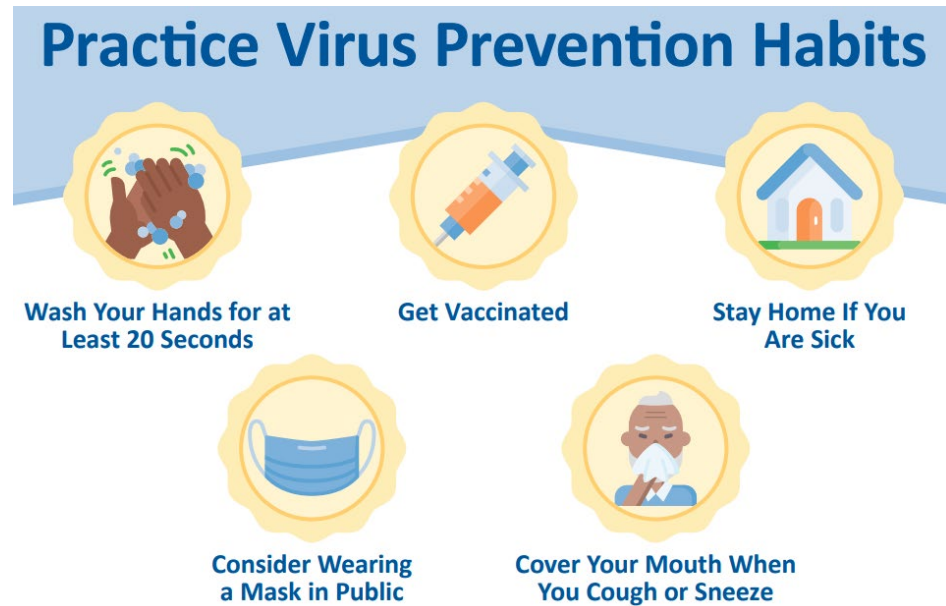 Practice Virus Prevention Habits
Wash Your Hands for at
Least 20 Seconds
Get Vaccinated
Stay Home If You
Are Sick
Consider Wearing
a Mask in Public
Cover Your Mouth When
You Cough or Sneeze